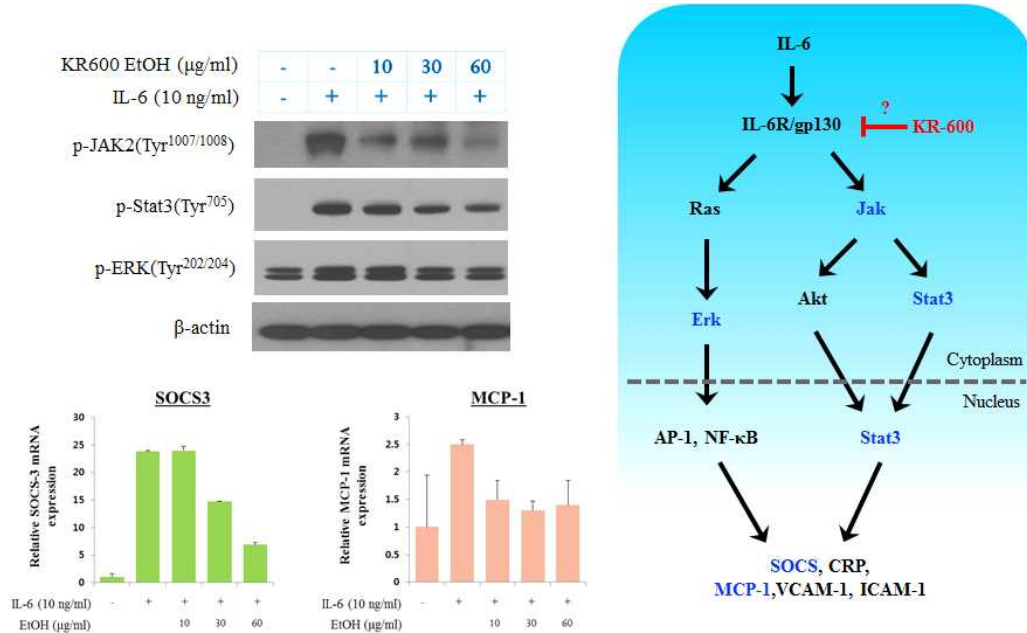 KR600 EtOH (μg/ml) - - 10 30 60
IL-6 (10 ng/ml) - + + + +
p-JAK2(Tyr1007/1008)
p-Stat3(Tyr705)
p-ERK(Tyr202/204)
β-actin
SOCS3
Relative SOCS-3 mRNA
expression
30
25
20
15
10
5
0
IL-6 (10 ng/ml) - + + + +
EtOH (μg/ml) 10 30 60
MCP-1
Relative MCP-1 mRNA
expression
3
2.5
2
1.5
1
0.5
0
IL-6 (10 ng/ml) - + + + +
EtOH (μg/ml) 10 30 60
IL-6
?
IL-6R/gp130 KR-600
Ras Jak
Akt Stat3
Erk
Cytoplasm
Nucleus
AP-1, NF-κB Stat3
SOCS, CRP,
MCP-1,VCAM-1, ICAM-1